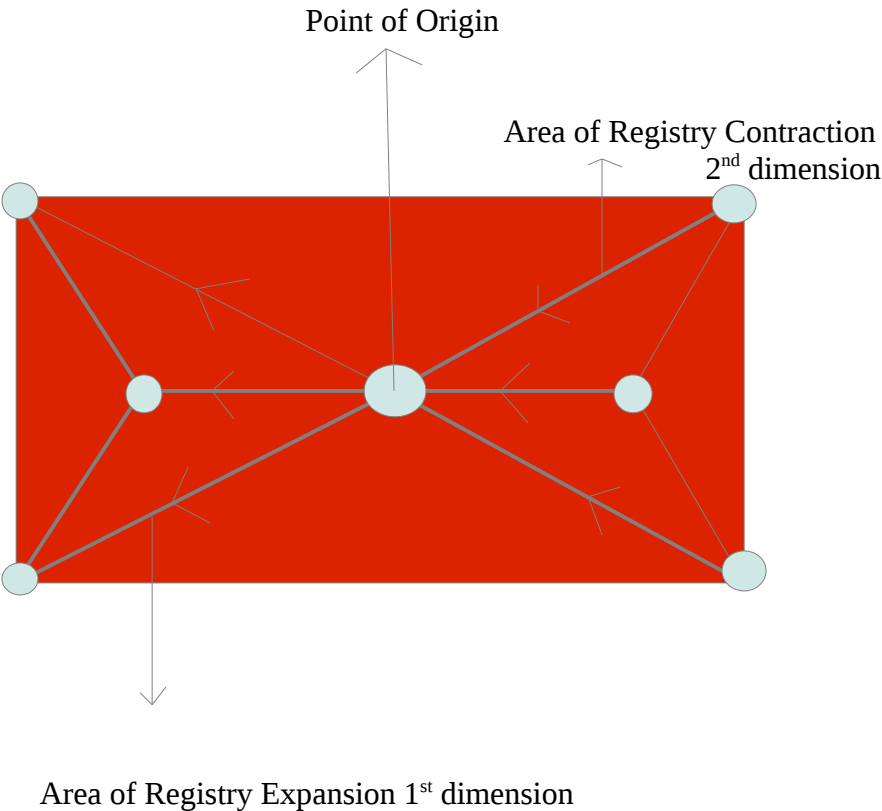 Point of Origin
Area of Registry Contraction
2nd dimension
Area of Registry Expansion 1st dimension